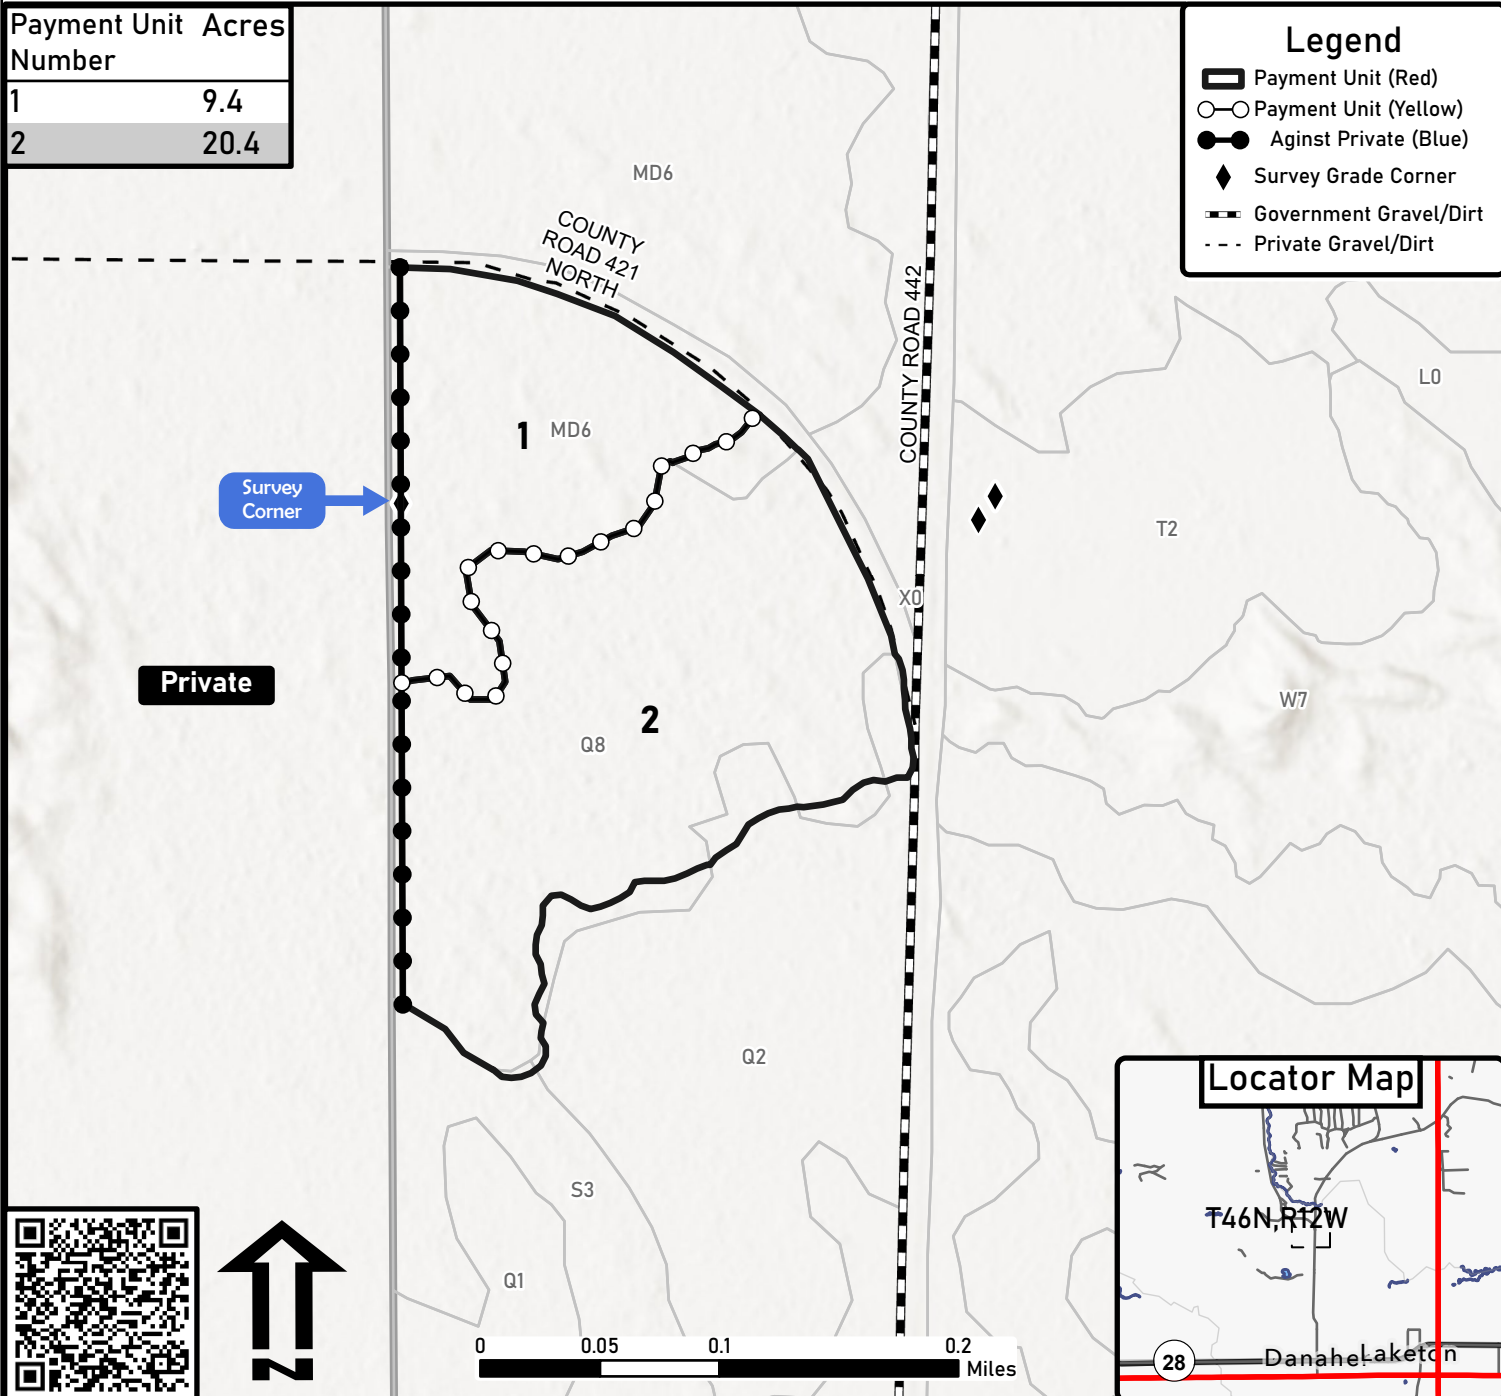 Payment Unit Acres
Number
1 9.4
2 20.4
Legend
Payment Unit (Red)
Payment Unit (Yellow)
Aginst Private (Blue)
Survey Grade Corner
Government Gravel/Dirt
Private Gravel/Dirt
MD6
COUNTY
ROAD 421
NORTH
COUNTY ROAD 442
L0
1 MD6
Survey
Corner
T2
X0
Private
W7
2
Q8
Q2
S3
Q1
Locator Map
T46N,R12W
28
Danaher
Laketon
N
0 0.05 0.1 0.2
Miles